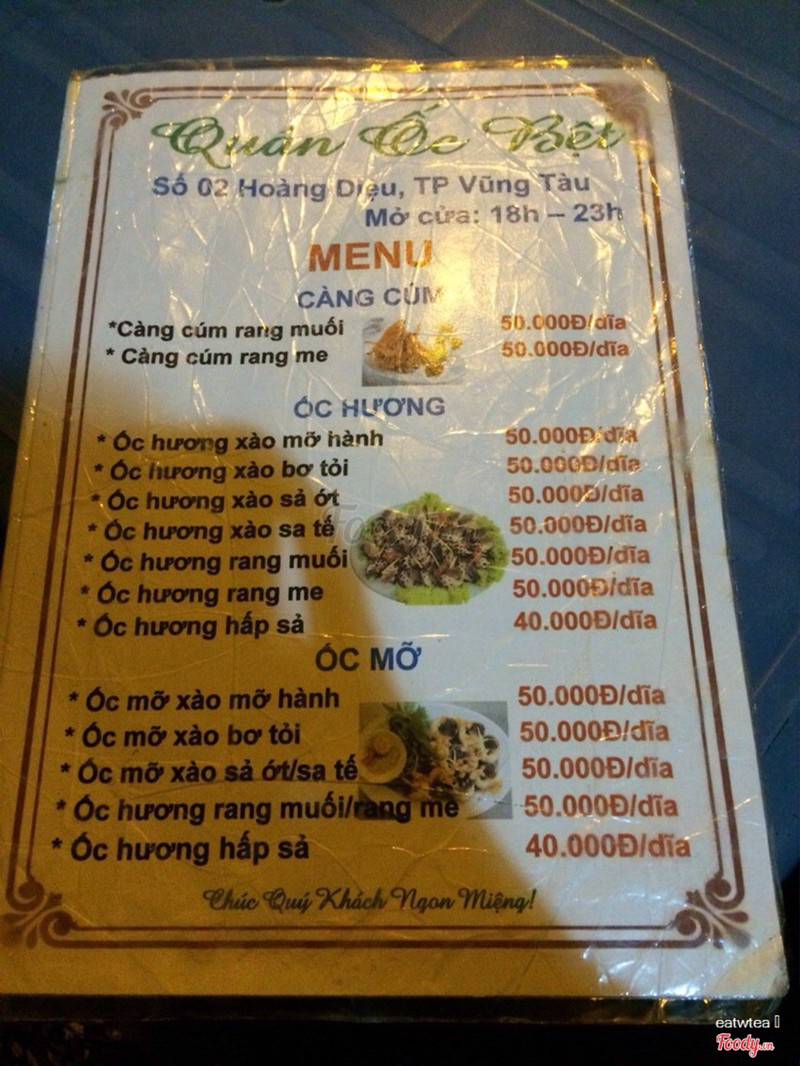 Quán Ốc Bệt
Số 02 Hoàng Diệu, TP Vũng Tàu
Mở cửa: 18h – 23h
MENU
CÀNG CÚM
*Càng cúm rang muối 50.000Đ/dĩa
* Càng cúm rang me 50.000Đ/dĩa
ỐC HƯƠNG
* Ốc hương xào mỡ hành 50.000Đ/dĩa
* Ốc hương xào bơ tỏi 50.000Đ/dĩa
* Ốc hương xào sả ớt 50.000Đ/dĩa
* Ốc hương xào sa tế 50.000Đ/dĩa
* Ốc hương rang muối 50.000Đ/dĩa
* Ốc hương rang me 50.000Đ/dĩa
* Ốc hương hấp sả 40.000Đ/dĩa
ỐC MỠ
* Ốc mỡ xào mỡ hành 50.000Đ/dĩa
* Ốc mỡ xào bơ tỏi 50.000Đ/dĩa
* Ốc mỡ xào sả ớt/sa tế 50.000Đ/dĩa
* Ốc hương rang muối/rang me 50.000Đ/dĩa
* Ốc hương hấp sả 40.000Đ/dĩa
Chúc Quý Khách Ngon Miệng!
eatwtea
Foody.vn